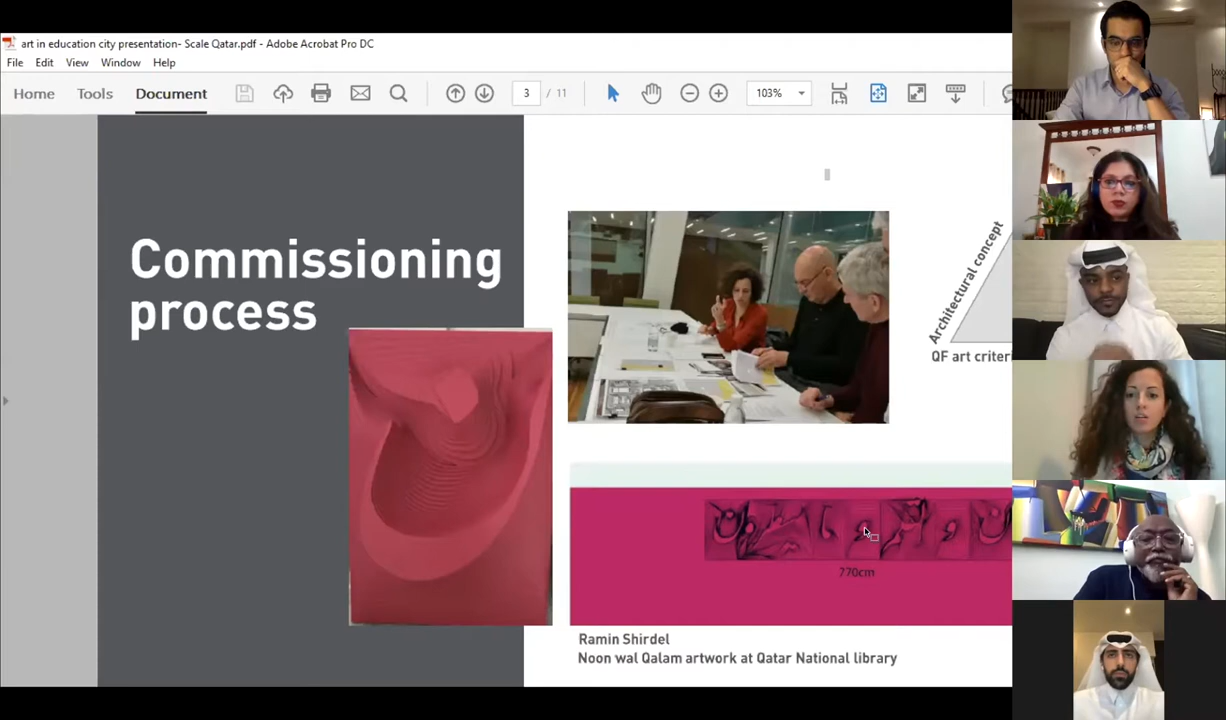 art in education city presentation- Scale Qatar.pdf - Adobe Acrobat Pro DC
File Edit View Window Help
Home Tools Document 3 / 11 103%
Commissioning
process
Architectural concept
QF art criteri
770cm
Ramin Shirdel
Noon wal Qalam artwork at Qatar National library